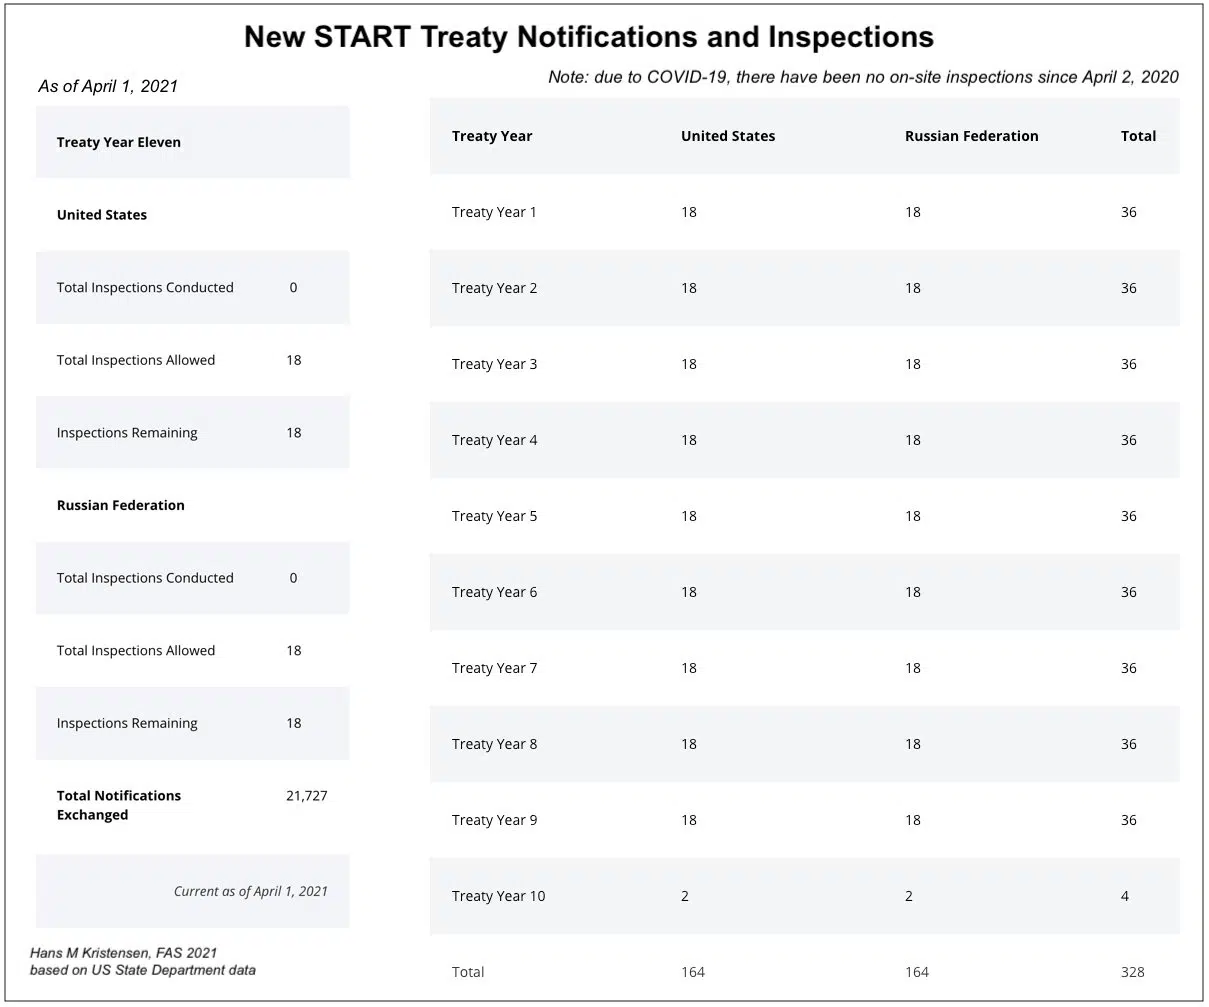 New START Treaty Notifications and Inspections
As of April 1, 2021
Note: due to COVID-19, there have been no on-site inspections since April 2, 2020
Treaty Year Eleven
United States
Total Inspections Conducted 0
Total Inspections Allowed 18
Inspections Remaining 18
Russian Federation
Total Inspections Conducted 0
Total Inspections Allowed 18
Inspections Remaining 18
Total Notifications 21,727
Exchanged
Current as of April 1, 2021
Hans M Kristensen, FAS 2021
based on US State Department data
Treaty Year United States Russian Federation Total
Treaty Year 1 18 18 36
Treaty Year 2 18 18 36
Treaty Year 3 18 18 36
Treaty Year 4 18 18 36
Treaty Year 5 18 18 36
Treaty Year 6 18 18 36
Treaty Year 7 18 18 36
Treaty Year 8 18 18 36
Treaty Year 9 18 18 36
Treaty Year 10 2 2 4
Total 164 164 328